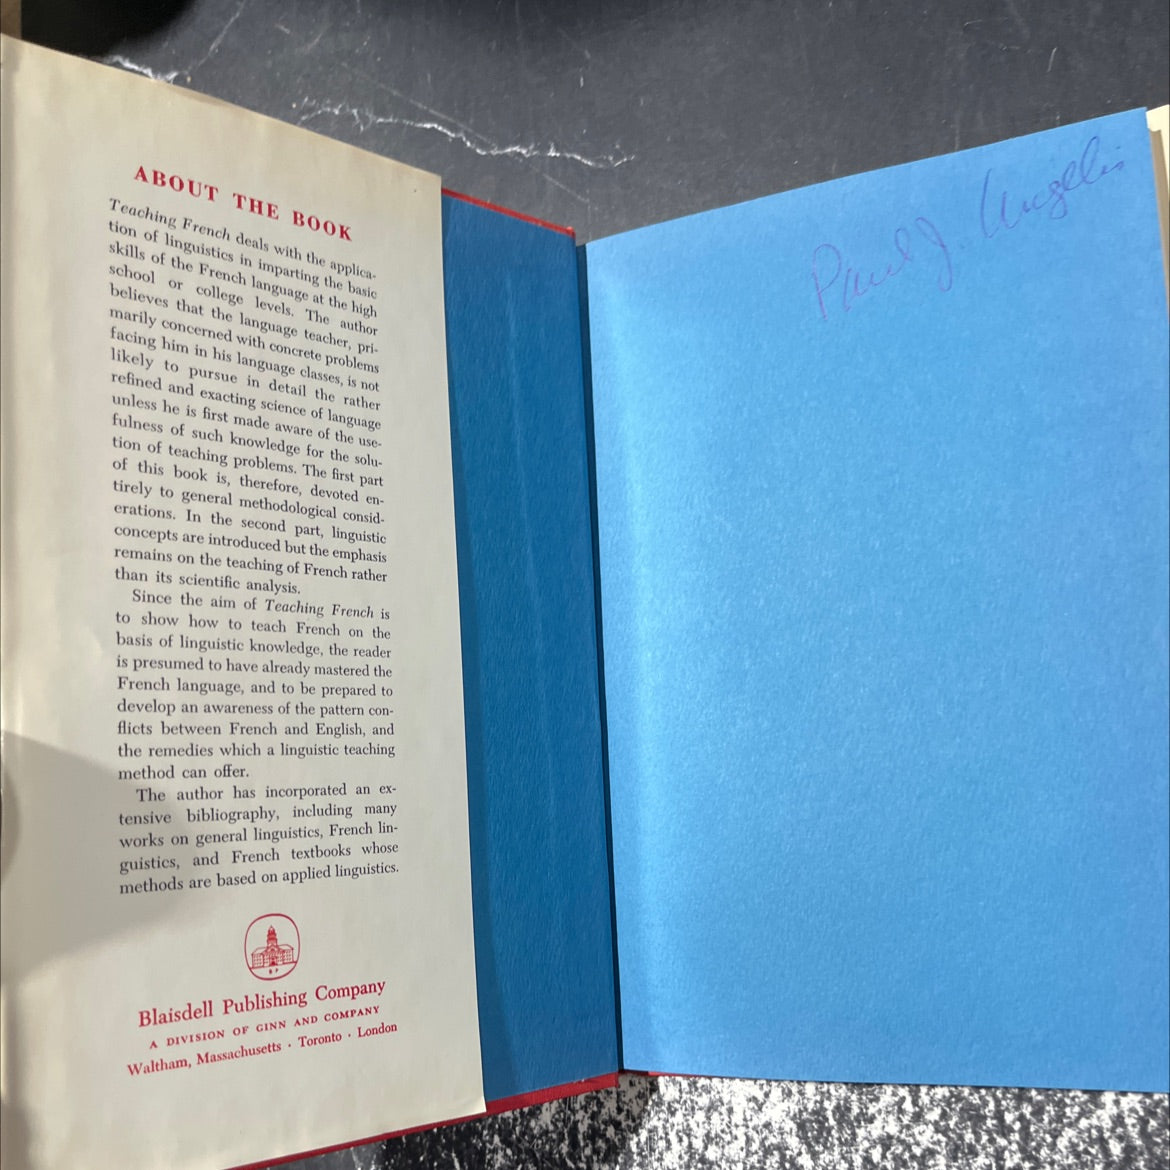 ABOUT THE BOOK
Teaching French deals with the applica-
tion of linguistics in imparting the basic
skills of the French language at the high
school or college levels. The author
believes that the language teacher, pri-
marily concerned with concrete problems
facing him in his language classes, is not
likely to pursue in detail the rather
refined and exacting science of language
unless he is first made aware of the use-
fulness of such knowledge for the solu-
tion of teaching problems. The first part
of this book is, therefore, devoted en-
tirely to general methodological consid-
erations. In the second part, linguistic
concepts are introduced but the emphasis
remains on the teaching of French rather
than its scientific analysis.
Since the aim of Teaching French is
to show how to teach French on the
basis of linguistic knowledge, the reader
is presumed to have already mastered the
French language, and to be prepared to
develop an awareness of the pattern con-
flicts between French and English, and
the remedies which a linguistic teaching
method can offer.
The author has incorporated an ex-
tensive bibliography, including many
works on general linguistics, French lin-
guistics, and French textbooks whose
methods are based on applied linguistics.
B P
Blaisdell Publishing Company
A DIVISION OF GINN AND COMPANY
Waltham, Massachusetts · Toronto · London
Paul J.